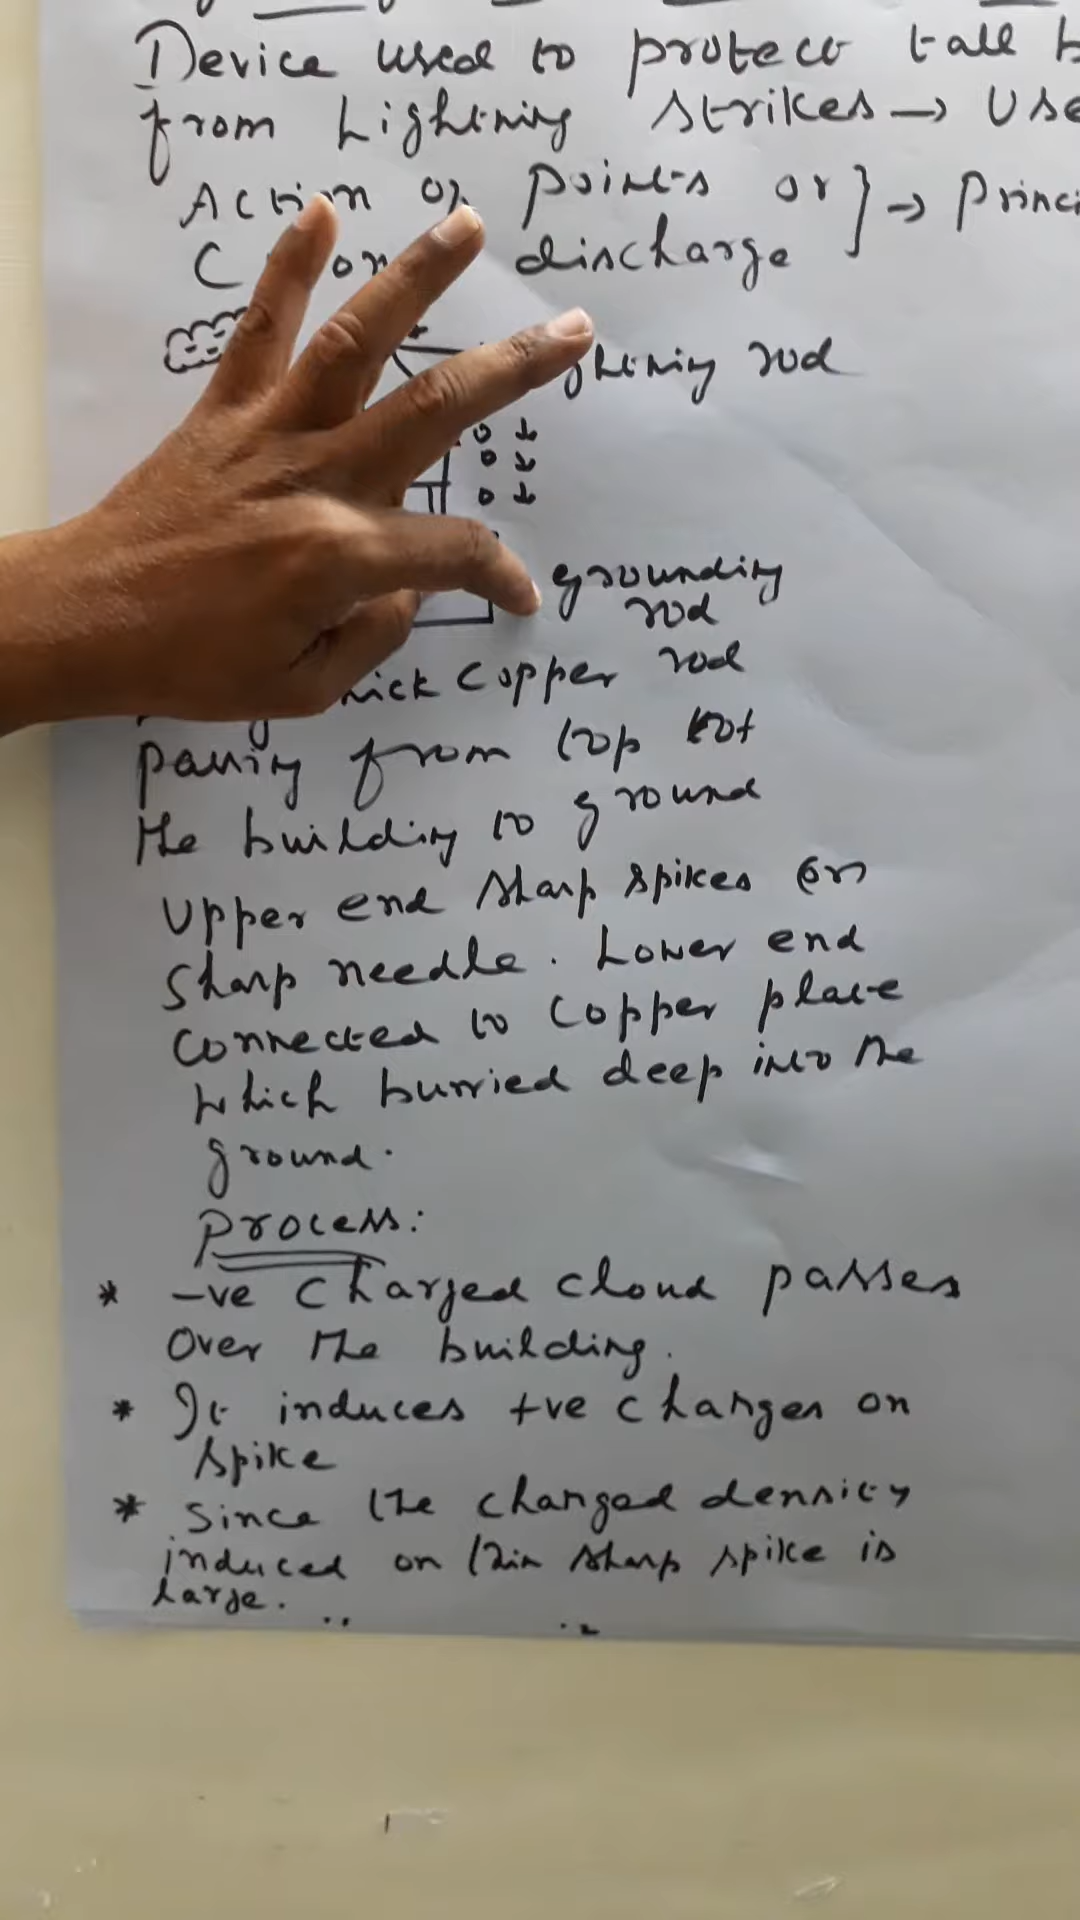 Device used to protect tall
from Lightning strikes → Use
Action of points or } → Princi
discharge
rod
grounding
rod
Copper rod
passing from top
the building to ground
Upper end sharp spikes or
sharp needle. Lower end
connected to copper plate
which burried deep into the
ground.
Process:
* -ve charged cloud passes
over the building.
* It induces +ve charges on
spike
* Since the charged density
induced on thin sharp spike is
large.